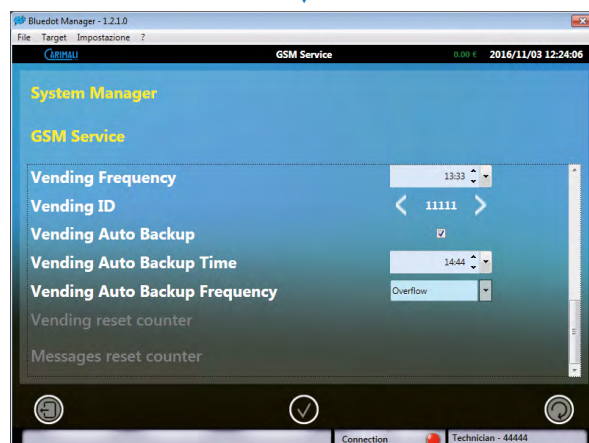 Bluedot Manager - 1.2.1.0
File Target Impostazione ?
CARIMALI GSM Service 0.00 € 2016/11/03 12:24:06
System Manager
GSM Service
Vending Frequency 13:33
Vending ID < 11111 >
Vending Auto Backup
Vending Auto Backup Time 14:44
Vending Auto Backup Frequency Overflow
Vending reset counter
Messages reset counter
Connection Technician - 44444